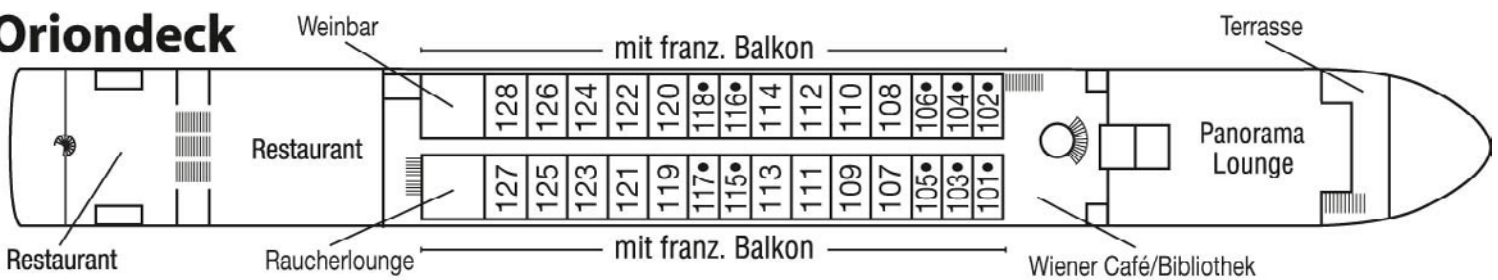 Oriondeck
Weinbar
mit franz. Balkon
Terrasse
128 126 124 122 120 118• 116• 114 112 110 108 106• 104• 102•
Restaurant
Panorama
Lounge
127 125 123 121 119 117• 115• 113 111 109 107 105• 103• 101•
Restaurant
Raucherlounge
mit franz. Balkon
Wiener Café/Bibliothek